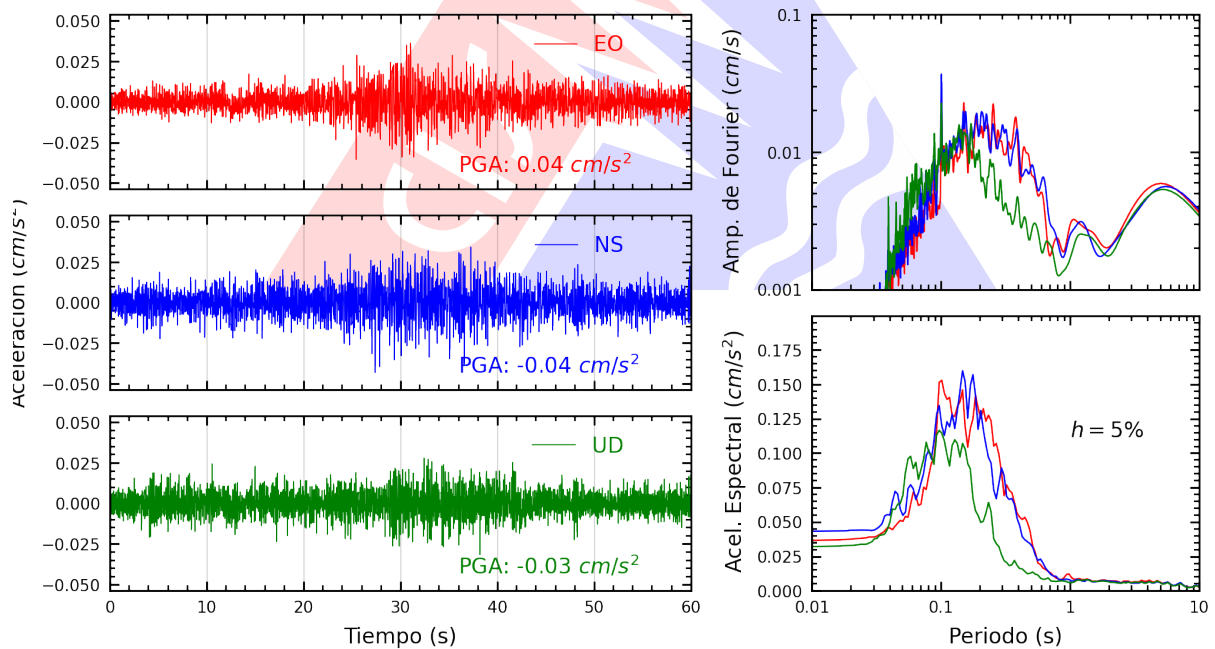 0.050
0.025
0.000
−0.025
−0.050
EO
PGA: 0.04 cm/s²
0.050
0.025
0.000
−0.025
−0.050
NS
PGA: -0.04 cm/s²
0.050
0.025
0.000
−0.025
−0.050
UD
PGA: -0.03 cm/s²
0 10 20 30 40 50 60
Tiempo (s)
Aceleracion (cm/s²)
0.1
0.01
0.001
Amp. de Fourier (cm/s)
0.175
0.150
0.125
0.100
0.075
0.050
0.025
0.000
Acel. Espectral (cm/s²)
h = 5%
0.01 0.1 1 10
Periodo (s)